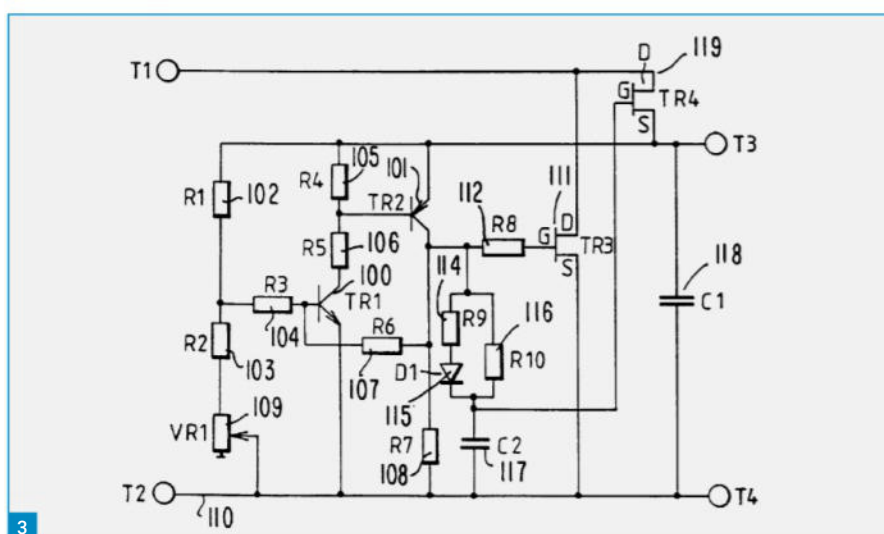 D 119
T1
G TR4
S
T3
105
R4
101
R1 102
TR2
112 111
D
R8 G TR3
S
118
R5 106
114
100
R3 TR1
R9 116
C1
104 R6
R2 103
107
D1 R10
115
109
VR1
R7 108
C2 117
T2 110
T4
3